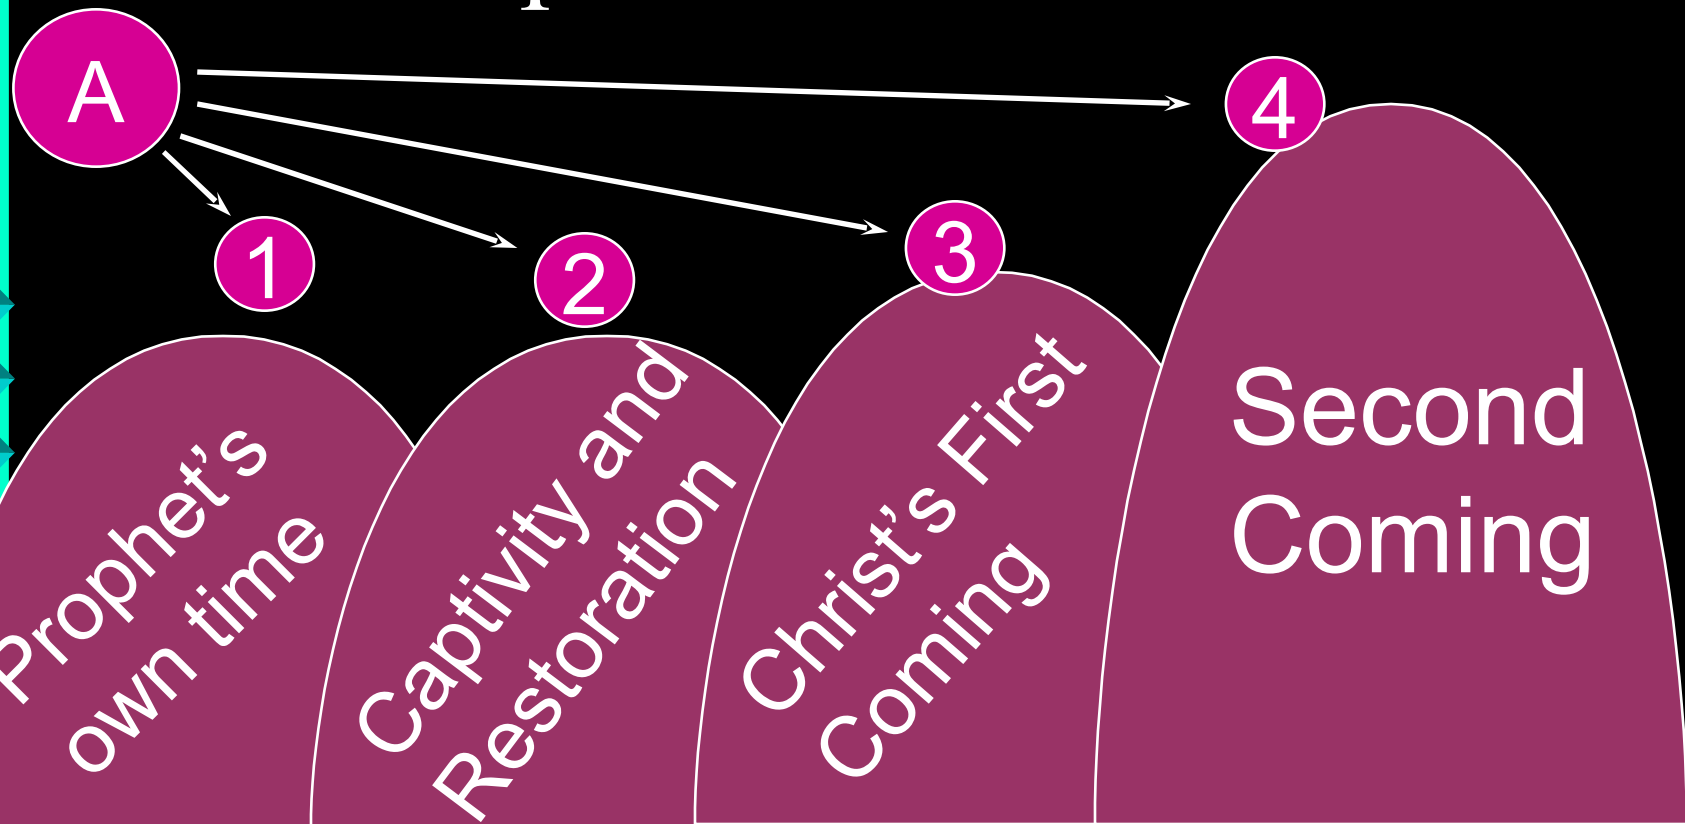 A
1
2
3
4
Prophet’s
own time
Captivity and
Restoration
Christ’s First
Coming
Second
Coming